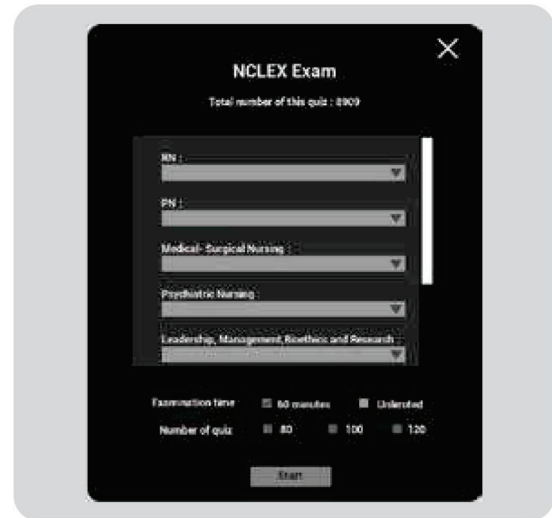 NCLEX Exam
Total number of this quiz : 8909
RN :
PN :
Medical- Surgical Nursing :
Psychiatric Nursing :
Leadership, Management, Bioethics and Research :
Examination time 60 minutes Unlimited
Number of quiz 80 100 120
Start